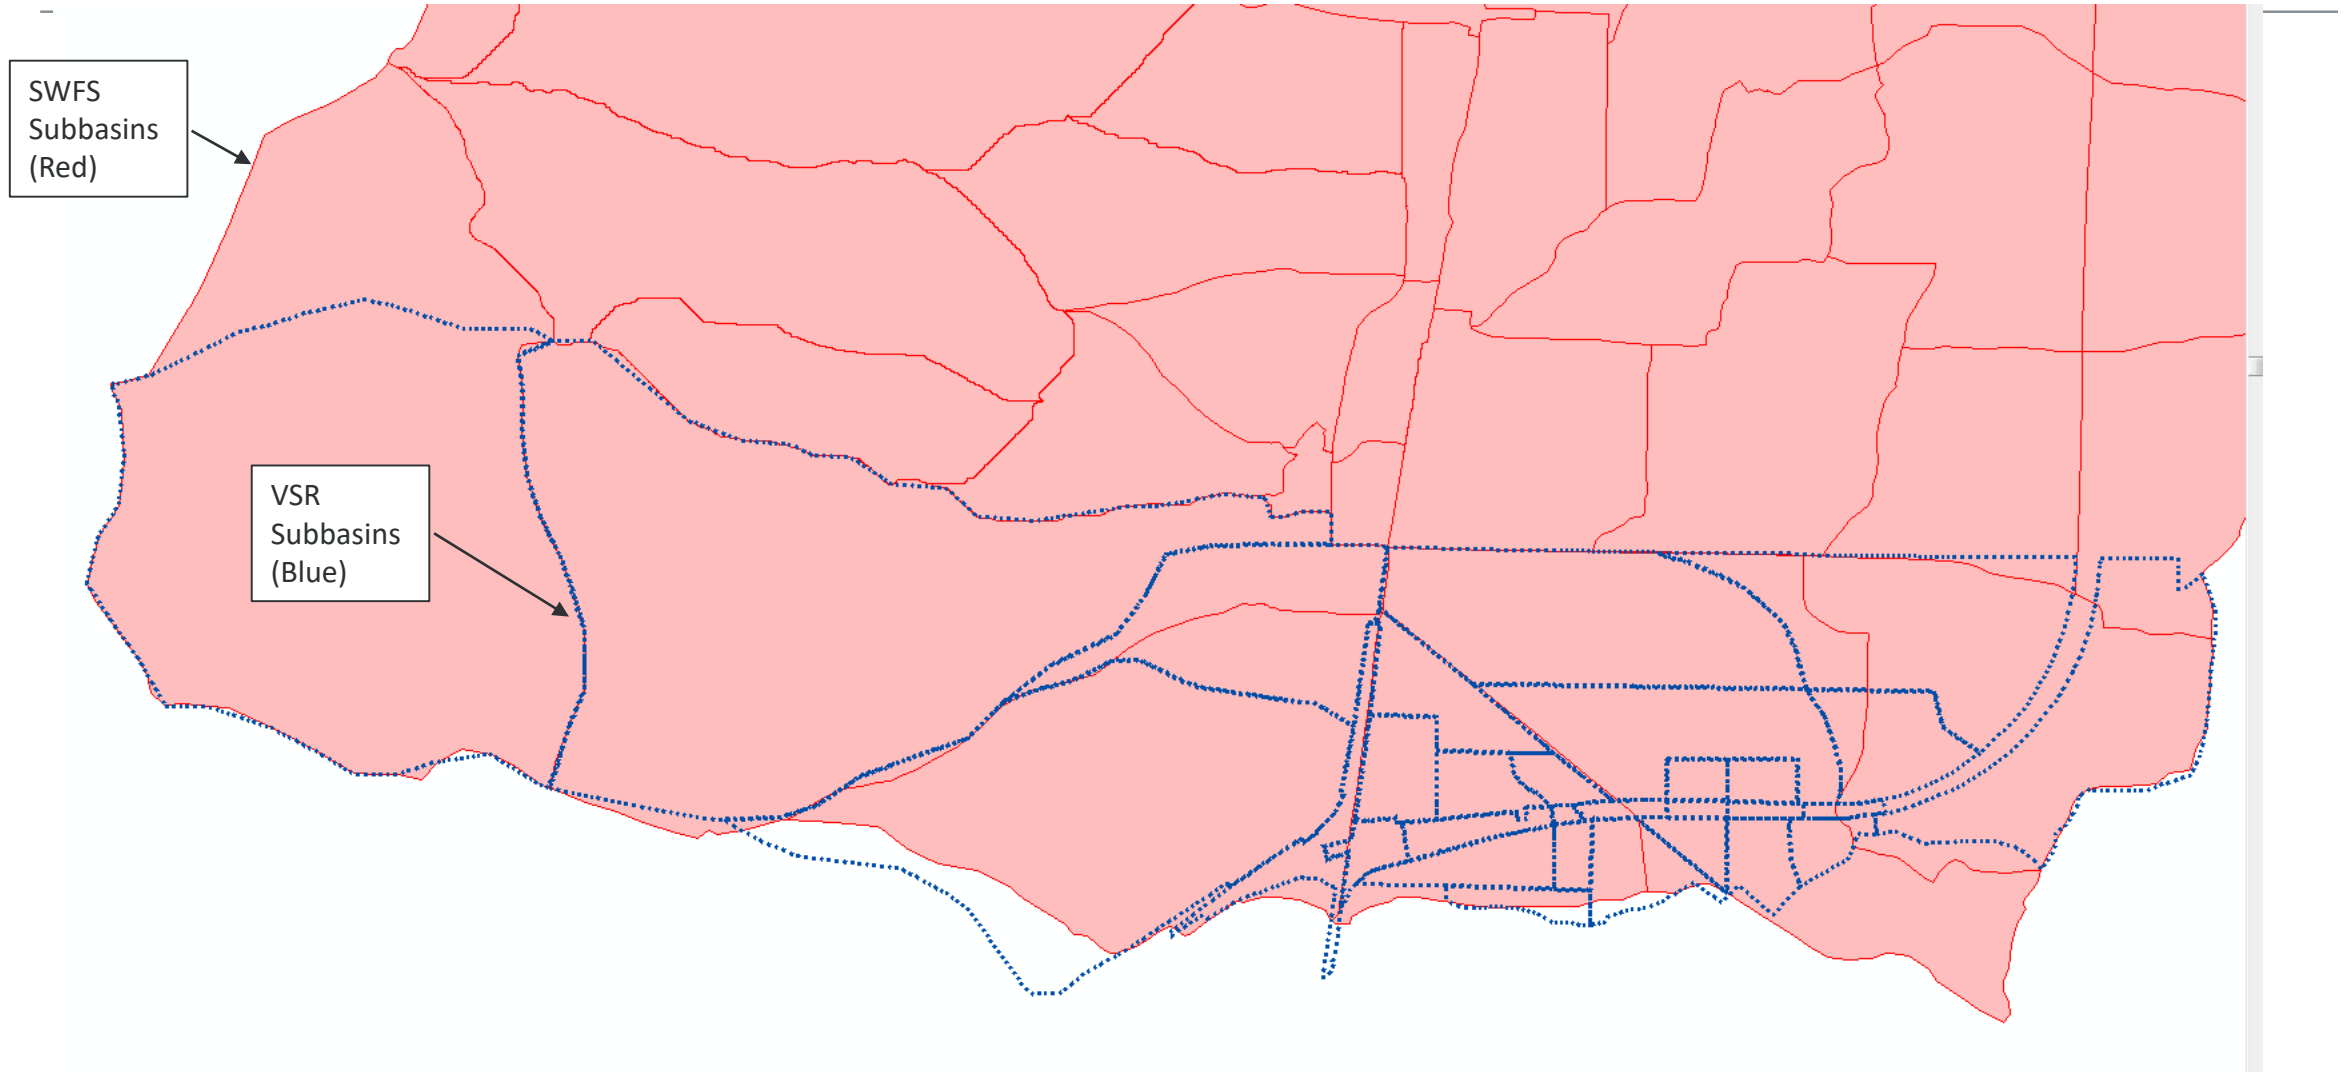 SWFS
Subbasins
(Red)
VSR
Subbasins
(Blue)